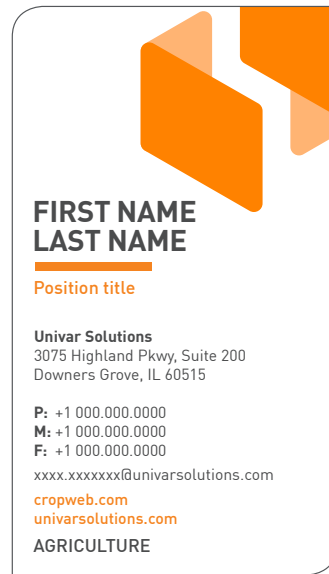 FIRST NAME
LAST NAME
Position title
Univar Solutions
3075 Highland Pkwy, Suite 200
Downers Grove, IL 60515
P: +1 000.000.0000
M: +1 000.000.0000
F: +1 000.000.0000
xxxx.xxxxxxx@univarsolutions.com
cropweb.com
univarsolutions.com
AGRICULTURE